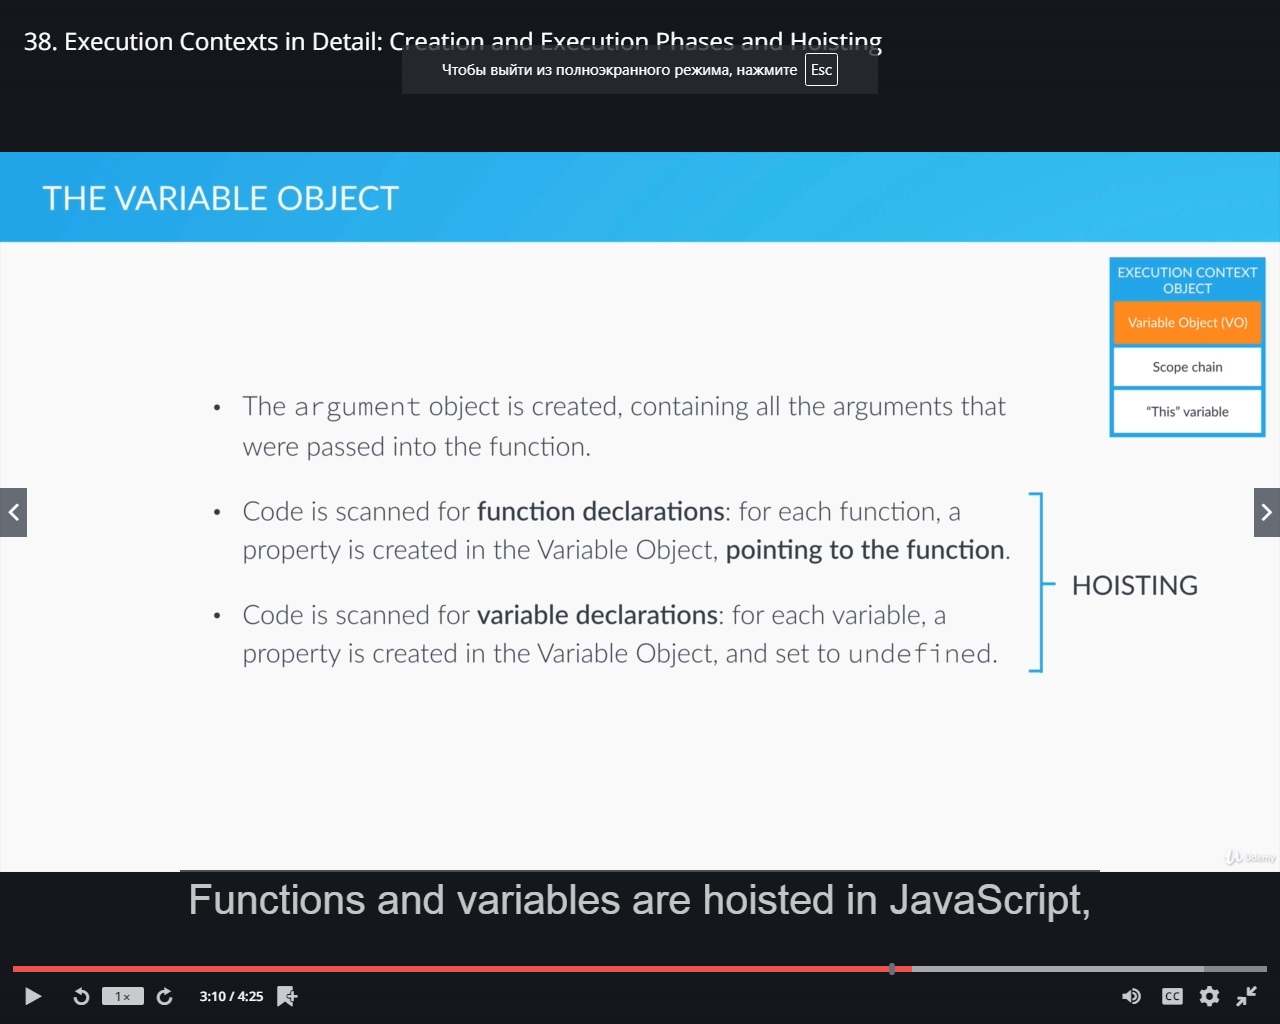 38. Execution Contexts in Detail: Creation and Execution Phases and Hoisting
Чтобы выйти из полноэкранного режима, нажмите Esc
THE VARIABLE OBJECT
EXECUTION CONTEXT
OBJECT
Variable Object (VO)
Scope chain
"This" variable
• The argument object is created, containing all the arguments that
were passed into the function.
• Code is scanned for function declarations: for each function, a
property is created in the Variable Object, pointing to the function.
• Code is scanned for variable declarations: for each variable, a
property is created in the Variable Object, and set to undefined.
HOISTING
Udemy
Functions and variables are hoisted in JavaScript,
1x
3:10 / 4:25
CC